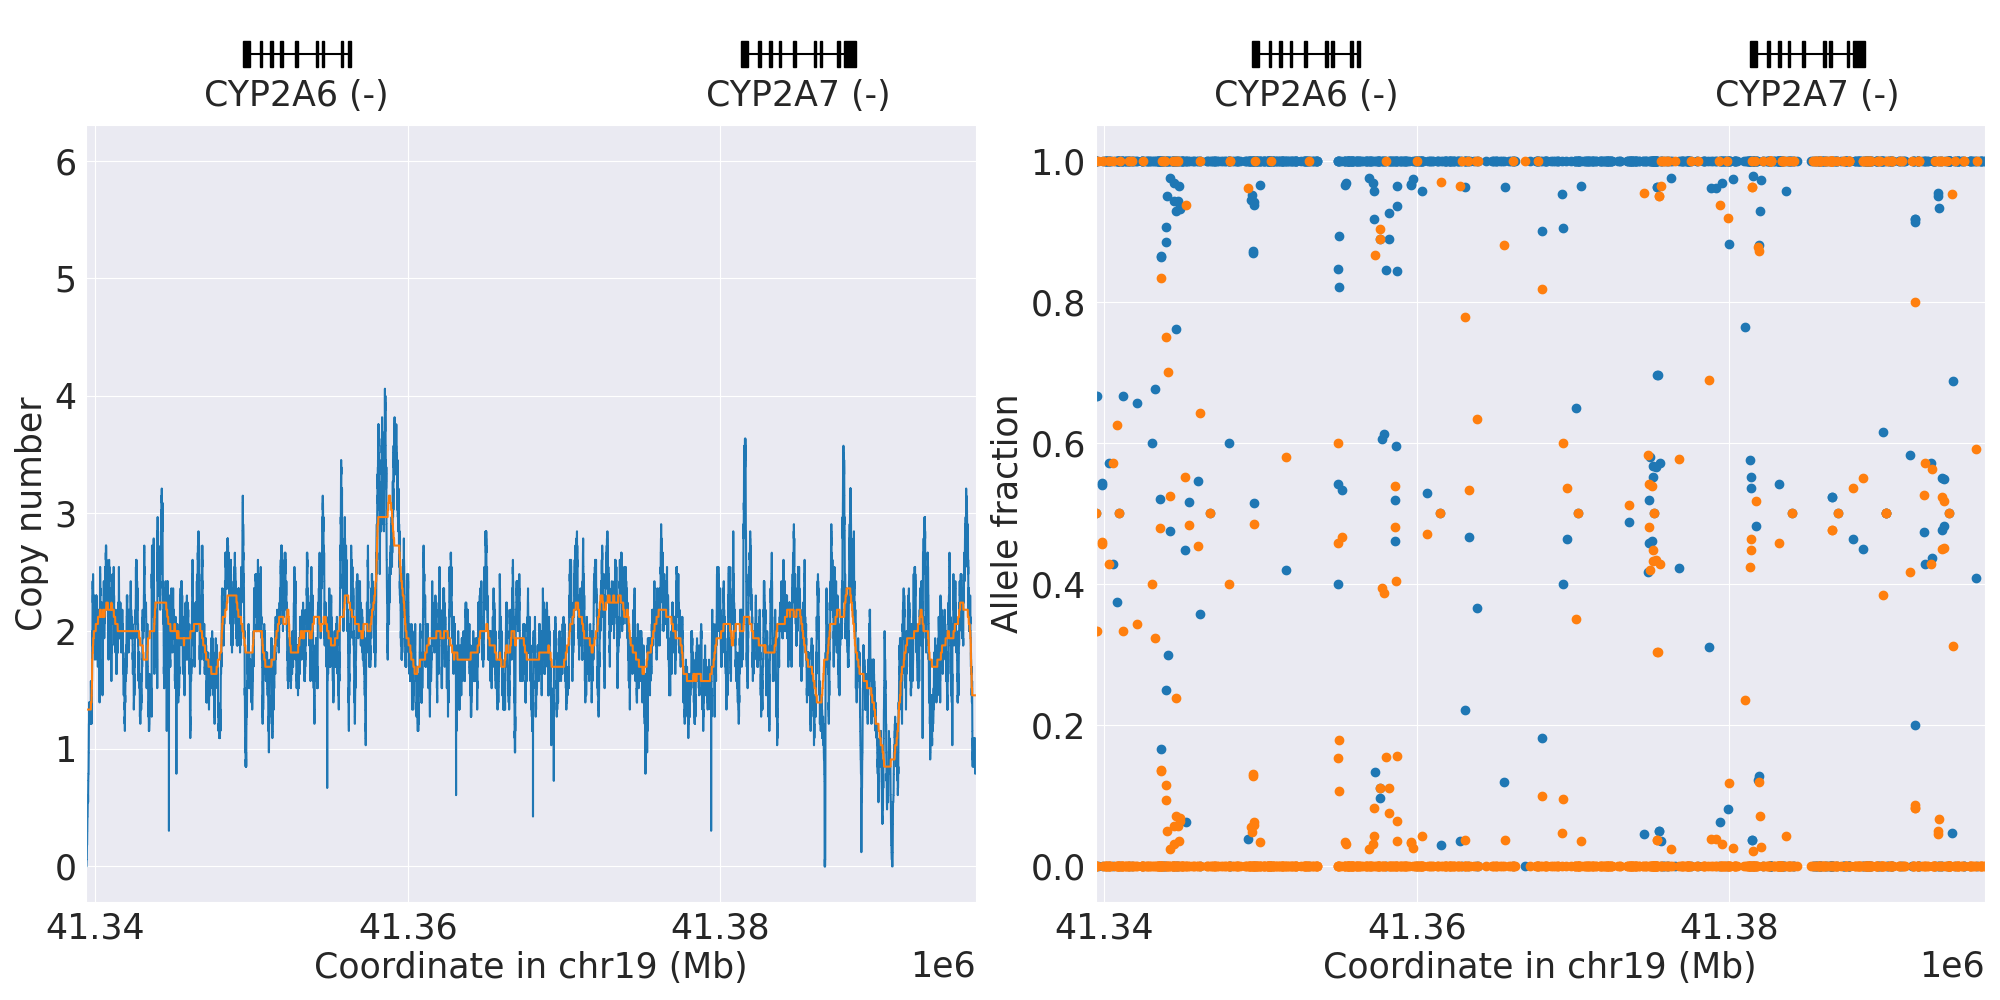 CYP2A6 (-)
CYP2A7 (-)
6
5
4
3
2
1
0
Copy number
41.34
41.36
41.38
Coordinate in chr19 (Mb)
1e6
CYP2A6 (-)
CYP2A7 (-)
1.0
0.8
0.6
0.4
0.2
0.0
Allele fraction
41.34
41.36
41.38
Coordinate in chr19 (Mb)
1e6